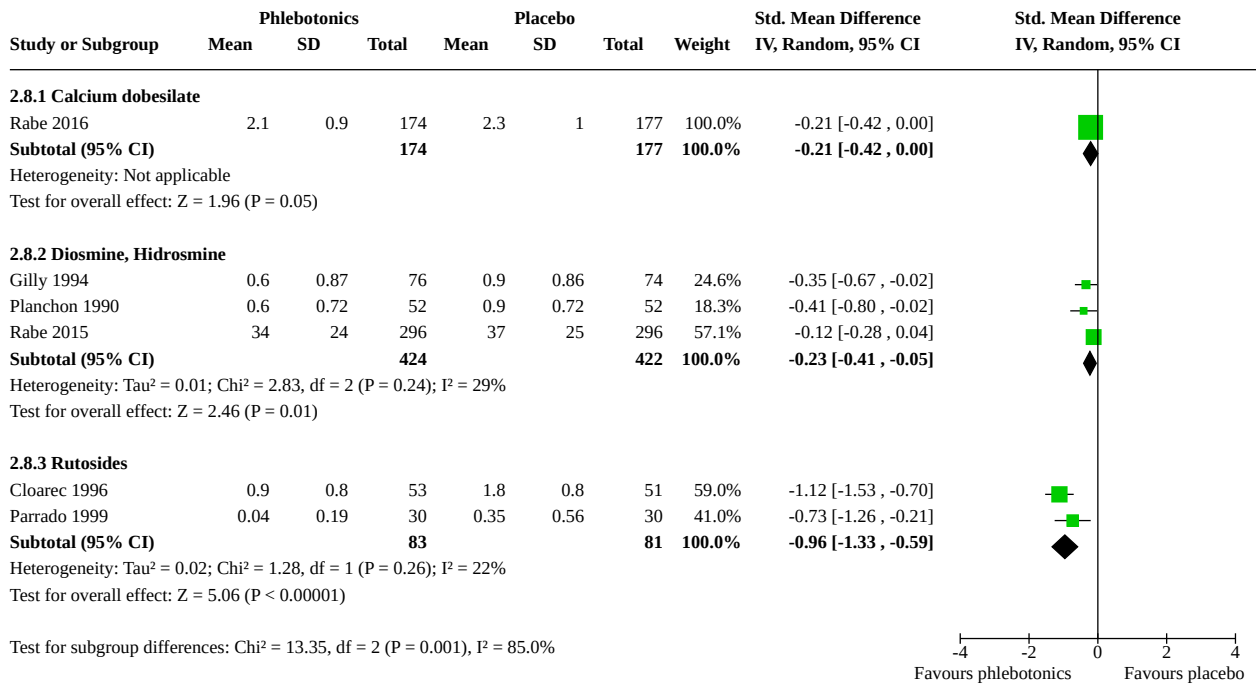 Phlebotonics Placebo Std. Mean Difference Std. Mean Difference
Study or Subgroup Mean SD Total Mean SD Total Weight IV, Random, 95% CI IV, Random, 95% CI
2.8.1 Calcium dobesilate
Rabe 2016 2.1 0.9 174 2.3 1 177 100.0% -0.21 [-0.42 , 0.00]
Subtotal (95% CI) 174 177 100.0% -0.21 [-0.42 , 0.00]
Heterogeneity: Not applicable
Test for overall effect: Z = 1.96 (P = 0.05)
2.8.2 Diosmine, Hidrosmine
Gilly 1994 0.6 0.87 76 0.9 0.86 74 24.6% -0.35 [-0.67 , -0.02]
Planchon 1990 0.6 0.72 52 0.9 0.72 52 18.3% -0.41 [-0.80 , -0.02]
Rabe 2015 34 24 296 37 25 296 57.1% -0.12 [-0.28 , 0.04]
Subtotal (95% CI) 424 422 100.0% -0.23 [-0.41 , -0.05]
Heterogeneity: Tau² = 0.01; Chi² = 2.83, df = 2 (P = 0.24); I² = 29%
Test for overall effect: Z = 2.46 (P = 0.01)
2.8.3 Rutosides
Cloarec 1996 0.9 0.8 53 1.8 0.8 51 59.0% -1.12 [-1.53 , -0.70]
Parrado 1999 0.04 0.19 30 0.35 0.56 30 41.0% -0.73 [-1.26 , -0.21]
Subtotal (95% CI) 83 81 100.0% -0.96 [-1.33 , -0.59]
Heterogeneity: Tau² = 0.02; Chi² = 1.28, df = 1 (P = 0.26); I² = 22%
Test for overall effect: Z = 5.06 (P < 0.00001)
Test for subgroup differences: Chi² = 13.35, df = 2 (P = 0.001), I² = 85.0%
-4 -2 0 2 4
Favours phlebotonics Favours placebo